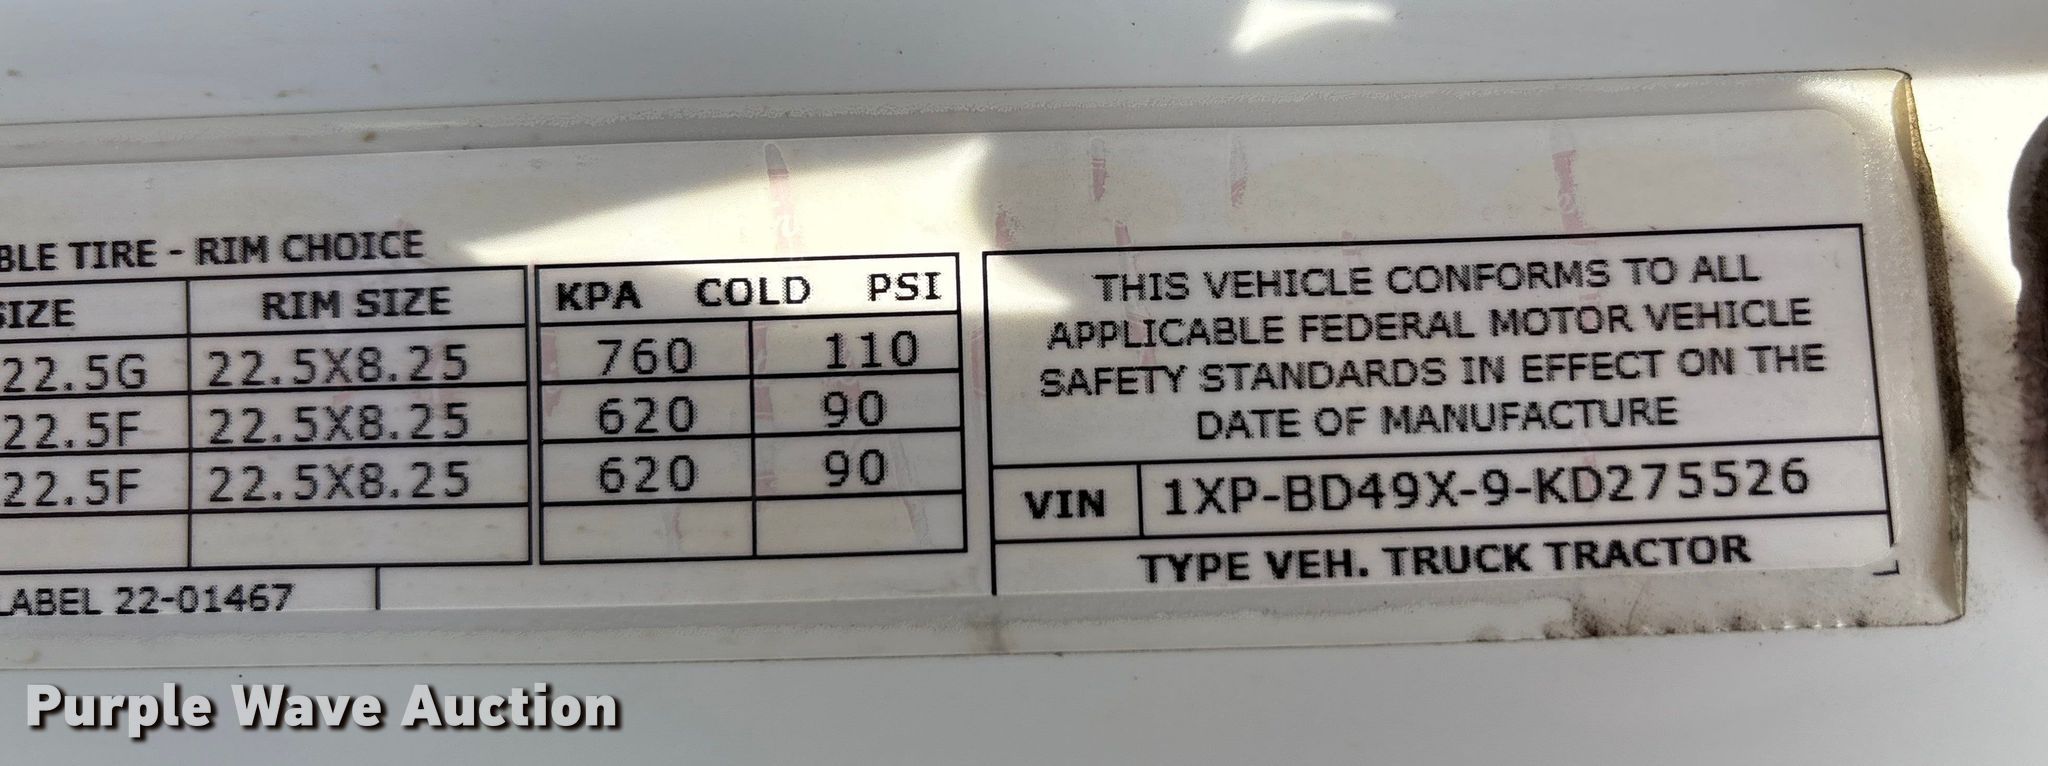 BLE TIRE - RIM CHOICE
SIZE RIM SIZE KPA COLD PSI
22.5G 22.5X8.25 760 110
22.5F 22.5X8.25 620 90
22.5F 22.5X8.25 620 90
LABEL 22-01467
THIS VEHICLE CONFORMS TO ALL
APPLICABLE FEDERAL MOTOR VEHICLE
SAFETY STANDARDS IN EFFECT ON THE
DATE OF MANUFACTURE
VIN 1XP-BD49X-9-KD275526
TYPE VEH. TRUCK TRACTOR
Purple Wave Auction